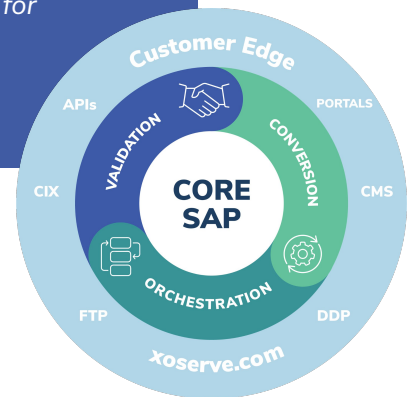 for
Customer Edge
APIs
PORTALS
VALIDATION
CONVERSION
CIX
CORE
SAP
CMS
ORCHESTRATION
FTP
DDP
xoserve.com